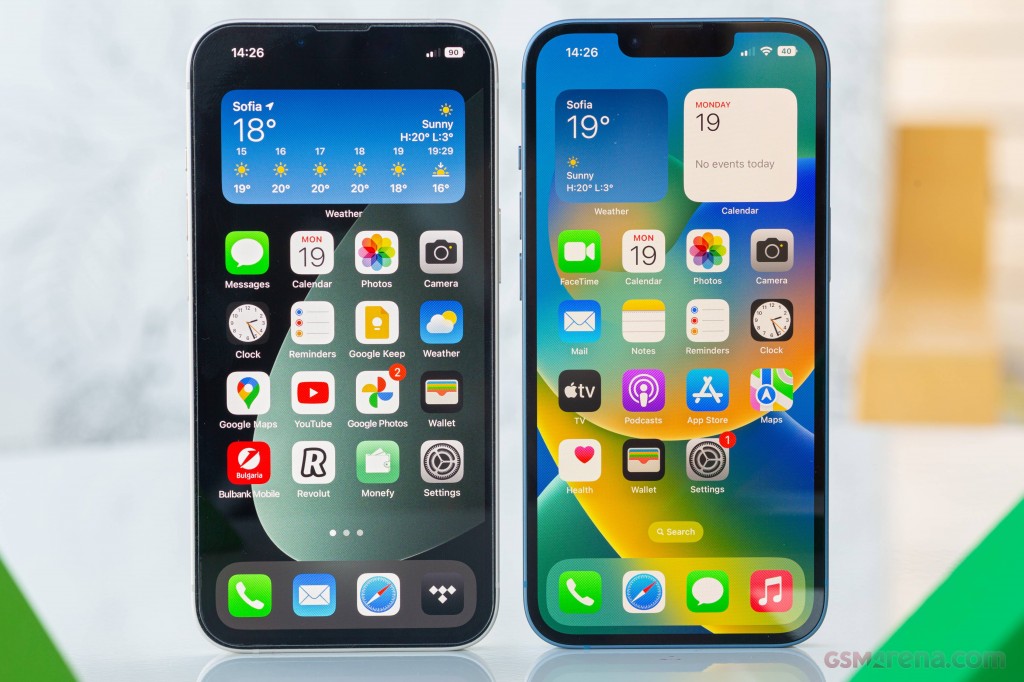 14:26
90
Sofia
18°
Sunny
H:20° L:3°
15 16 17 18 19 19:29
19° 20° 20° 20° 18° 16°
Weather
MON
19
Messages Calendar Photos Camera
Clock Reminders Google Keep Weather
2
Google Maps YouTube Google Photos Wallet
Bulgaria
R
Bulbank Mobile Revolut Monefy Settings
14:26
40
Sofia
19°
Sunny
H:20° L:3°
Weather
MONDAY
19
No events today
Calendar
MON
19
FaceTime Calendar Photos Camera
Mail Notes Reminders Clock
tv
TV Podcasts App Store Maps
1
Health Wallet Settings
Search
GSMarena.com